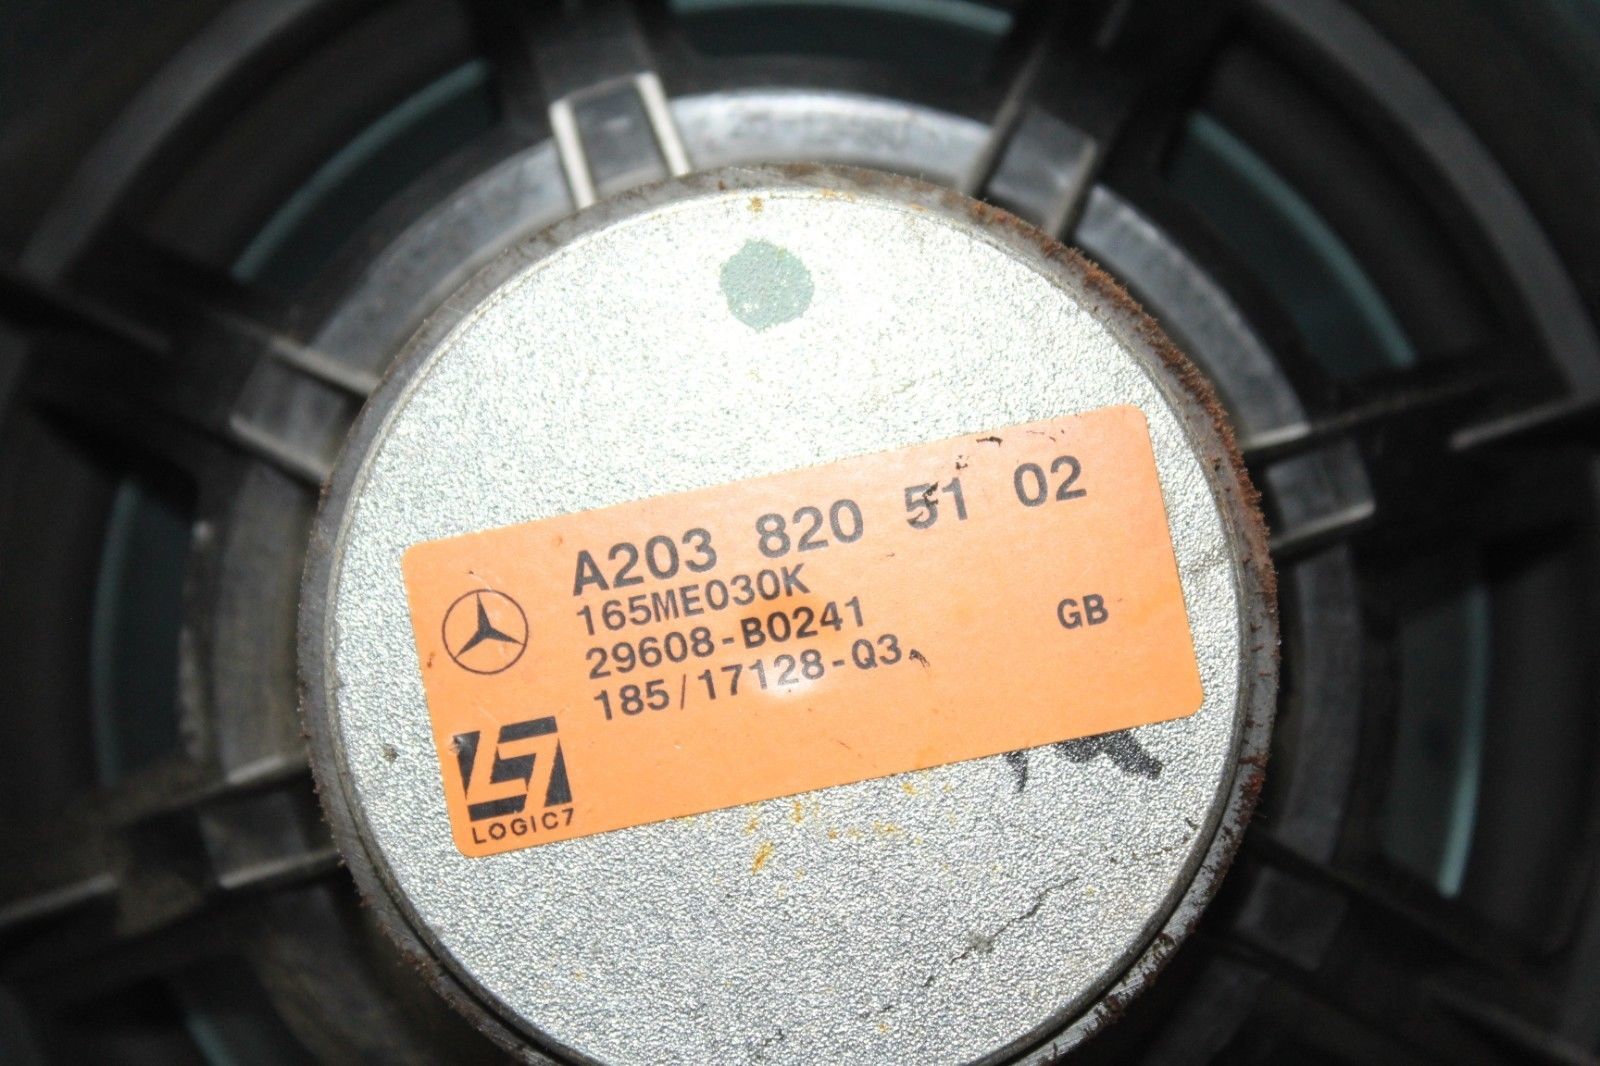 A203 820 51 02
165ME030K
29608-B0241
185/17128-Q3
GB
LOGIC7